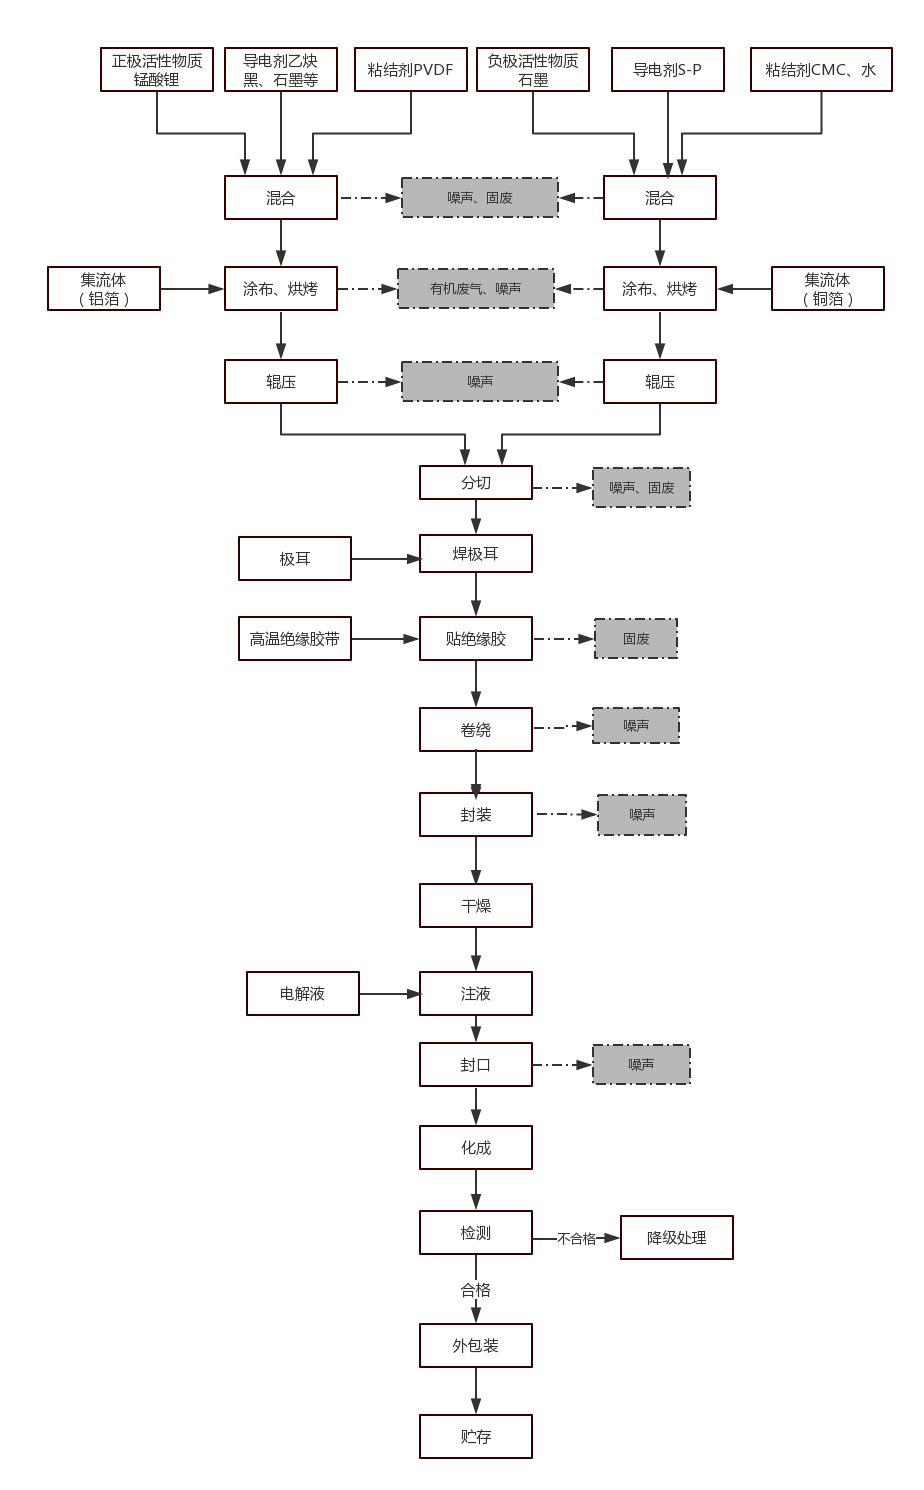 正极活性物质
锰酸锂
导电剂乙炔
黑、石墨等
粘结剂PVDF
负极活性物质
石墨
导电剂S-P
粘结剂CMC、水
混合
噪声、固废
混合
集流体
（铝箔）
涂布、烘烤
有机废气、噪声
涂布、烘烤
集流体
（铜箔）
辊压
噪声
辊压
分切
噪声、固废
极耳
焊极耳
高温绝缘胶带
贴绝缘胶
固废
卷绕
噪声
封装
噪声
干燥
电解液
注液
封口
噪声
化成
检测
不合格
降级处理
合格
外包装
贮存